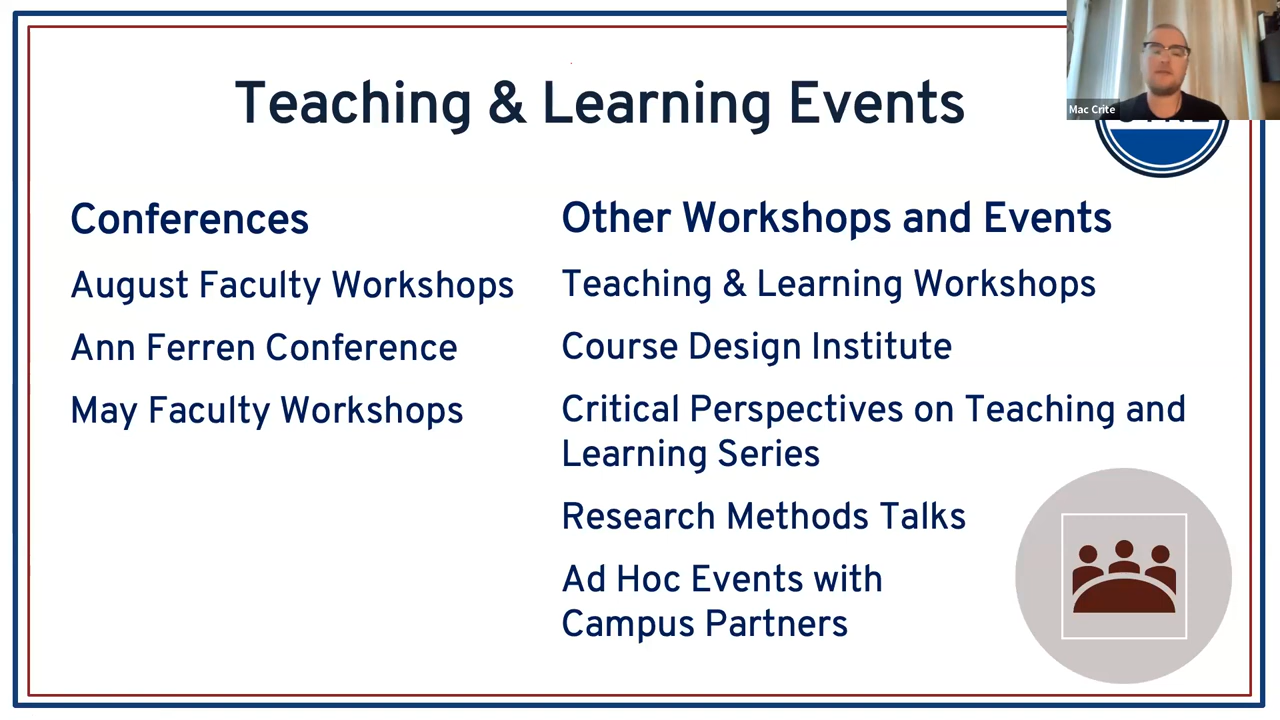 Teaching & Learning Events
Mac Crite
Conferences
August Faculty Workshops
Ann Ferren Conference
May Faculty Workshops
Other Workshops and Events
Teaching & Learning Workshops
Course Design Institute
Critical Perspectives on Teaching and
Learning Series
Research Methods Talks
Ad Hoc Events with
Campus Partners